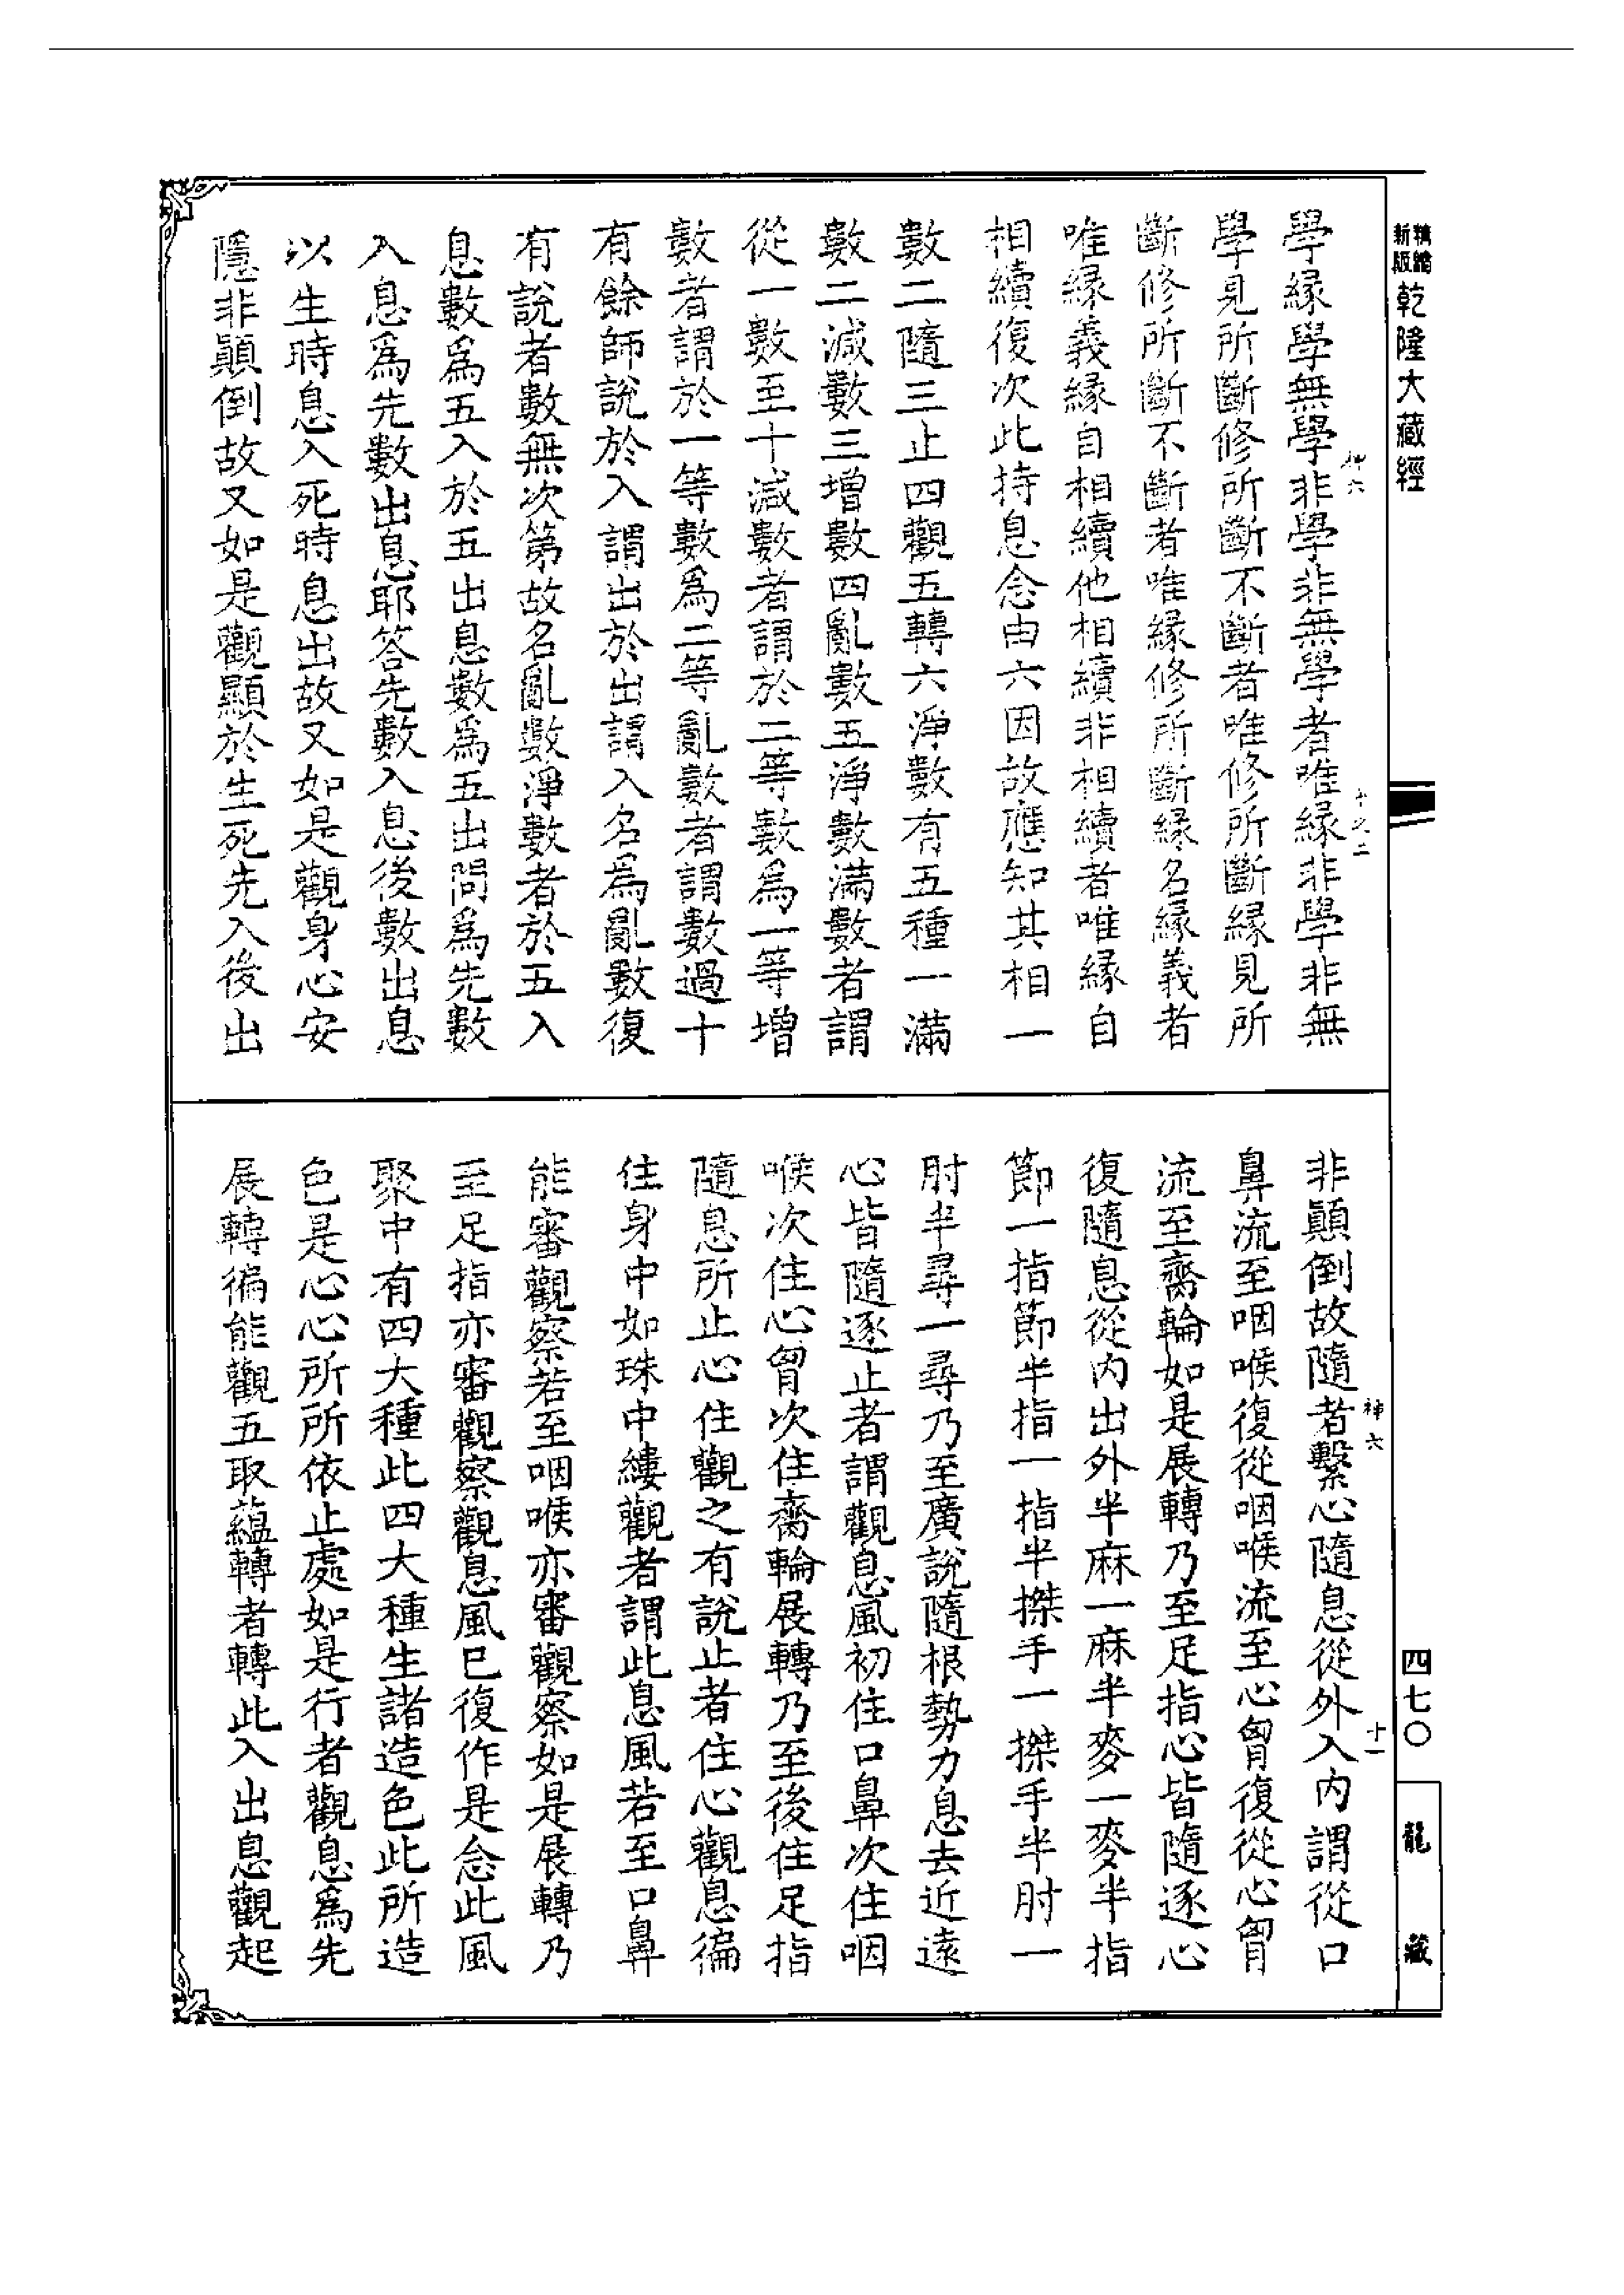 新版
精縮
乾隆大藏經
四七〇
龍藏
學緣學無學非學非無學者唯緣非學非無
學見所斷修所斷不斷者唯修所斷緣見所
斷修所斷不斷者唯緣修所斷緣名緣義者
唯緣義緣自相續他相續非相續者唯緣自
相續復次此持息念由六因故應知其相一
數二隨三止四觀五轉六淨數有五種一滿
數二減數三增數四亂數五淨數滿數者謂
從一數至十減數者謂於二等數為一等增
數者謂於一等數為二等亂數者謂數過十
有餘師說於入謂出於出謂入名為亂數復
有說者數無次第故名亂數淨數者於五入
息數為五入於五出息數為五出問為先數
入息為先數出息耶答先數入息後數出息
以生時息入死時息出故又如是觀身心安
隱非顚倒故又如是觀顯於生死先入後出
神六
十一
非顚倒故隨者繫心隨息從外入內謂從口
鼻流至咽喉復從咽喉流至心胷復從心胷
流至臍輪如是展轉乃至足指心皆隨逐心
復隨息從內出外半麻一麻半麥一麥半指
節一指節半指一指半搩手一搩手半肘一
肘半尋一尋乃至廣說隨根勢力息去近遠
心皆隨逐止者謂觀息風初住口鼻次住咽
喉次住心胷次住臍輪展轉乃至後住足指
隨息所止心住觀之有說止者住心觀息徧
住身中如珠中縷觀者謂此息風若至口鼻
能審觀察若至咽喉亦審觀察如是展轉乃
至足指亦審觀察觀息風已復作是念此風
聚中有四大種此四大種生諸造色此所造
色是心心所所依止處如是行者觀息為先
展轉徧能觀五取蘊轉者轉此入出息觀起